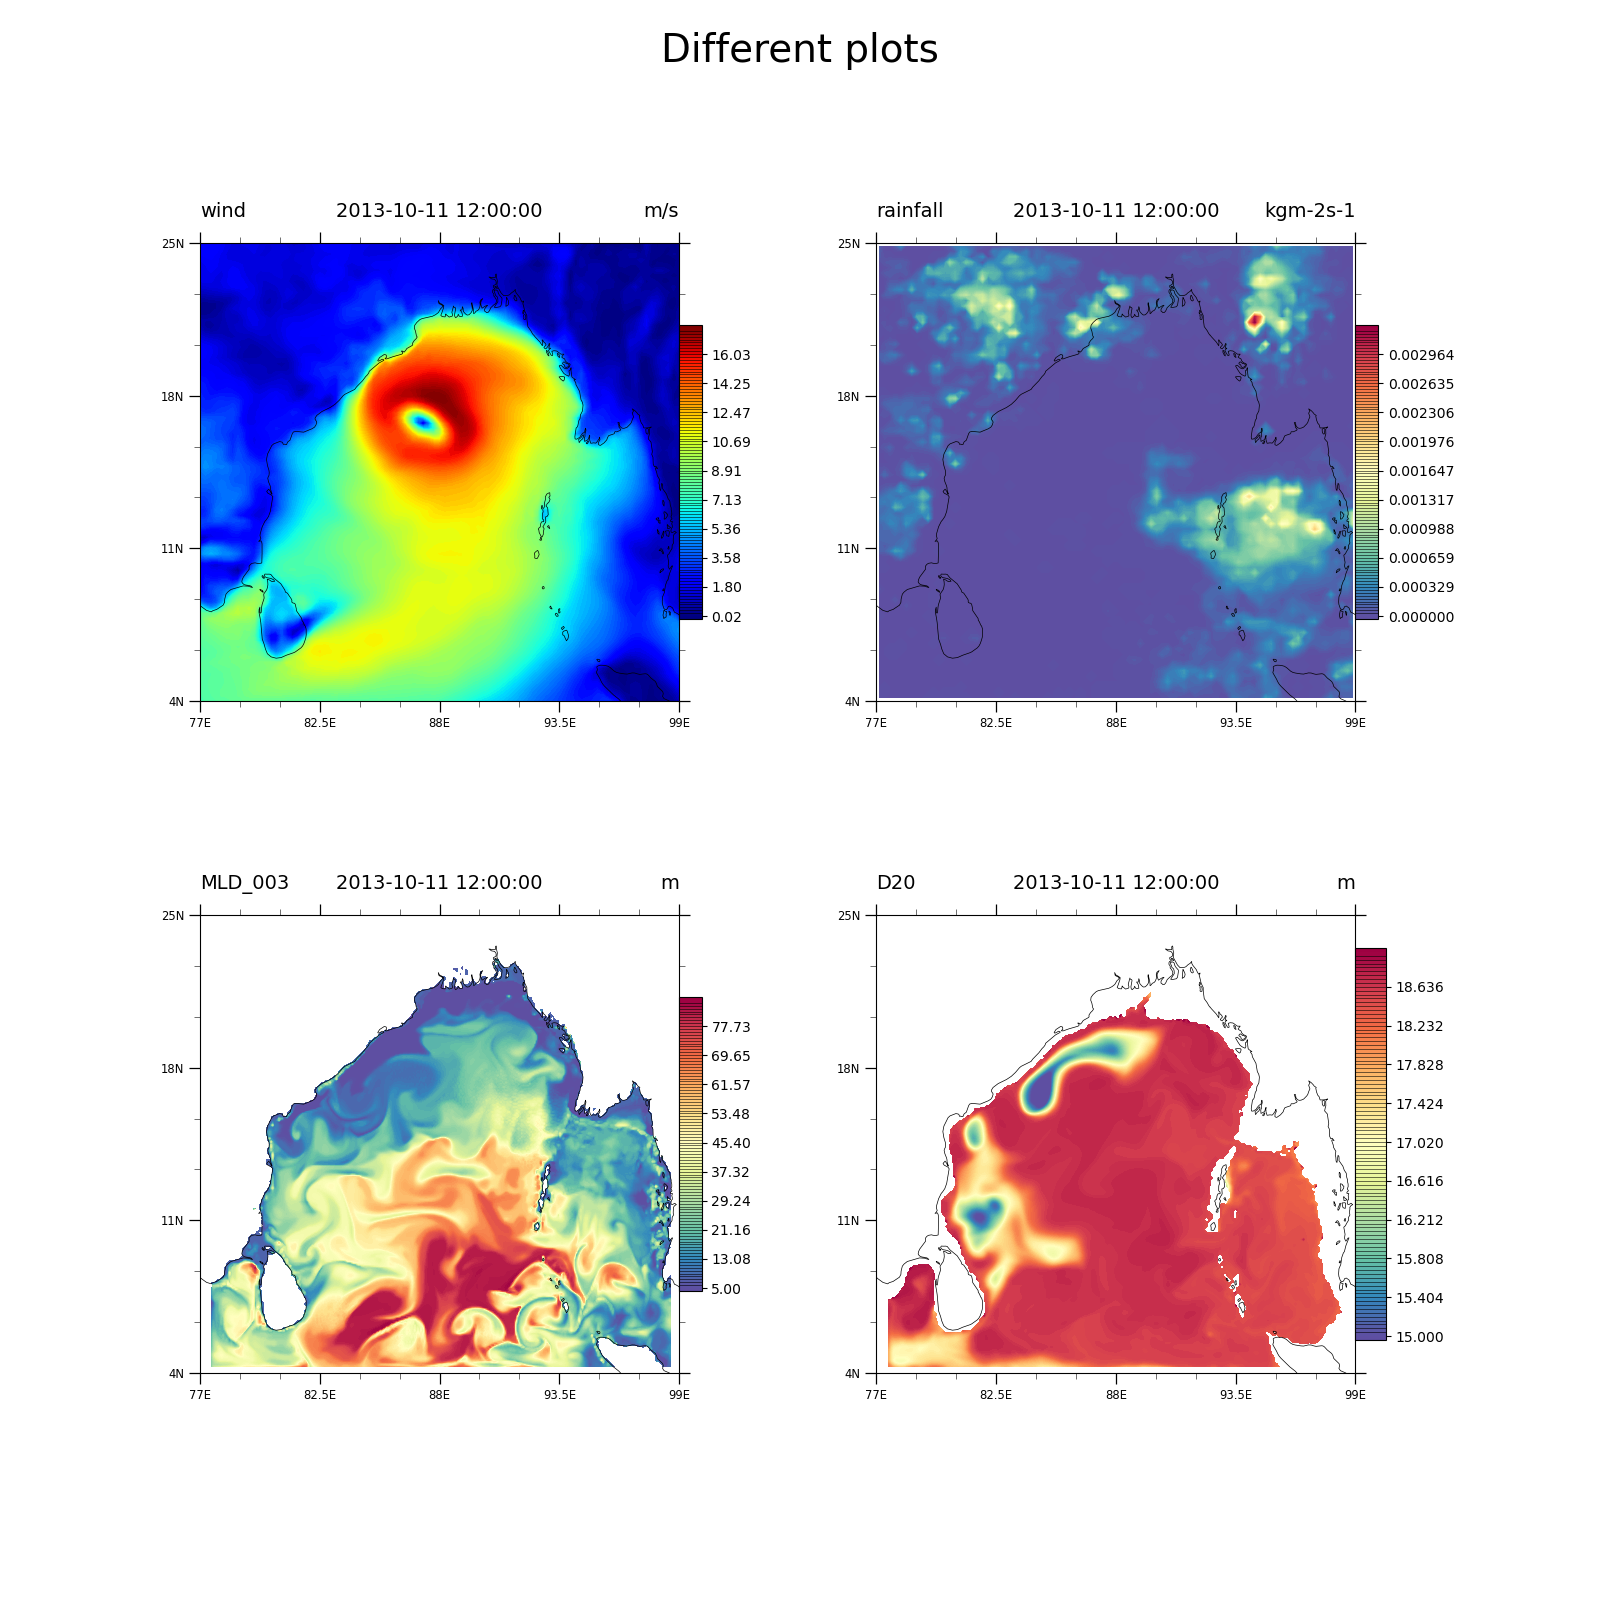 Different plots
wind 2013-10-11 12:00:00 m/s
25N
18N
11N
4N
77E 82.5E 88E 93.5E 99E
16.03
14.25
12.47
10.69
8.91
7.13
5.36
3.58
1.80
0.02
rainfall 2013-10-11 12:00:00 kgm-2s-1
25N
18N
11N
4N
77E 82.5E 88E 93.5E 99E
0.002964
0.002635
0.002306
0.001976
0.001647
0.001317
0.000988
0.000659
0.000329
0.000000
MLD_003 2013-10-11 12:00:00 m
25N
18N
11N
4N
77E 82.5E 88E 93.5E 99E
77.73
69.65
61.57
53.48
45.40
37.32
29.24
21.16
13.08
5.00
D20 2013-10-11 12:00:00 m
25N
18N
11N
4N
77E 82.5E 88E 93.5E 99E
18.636
18.232
17.828
17.424
17.020
16.616
16.212
15.808
15.404
15.000